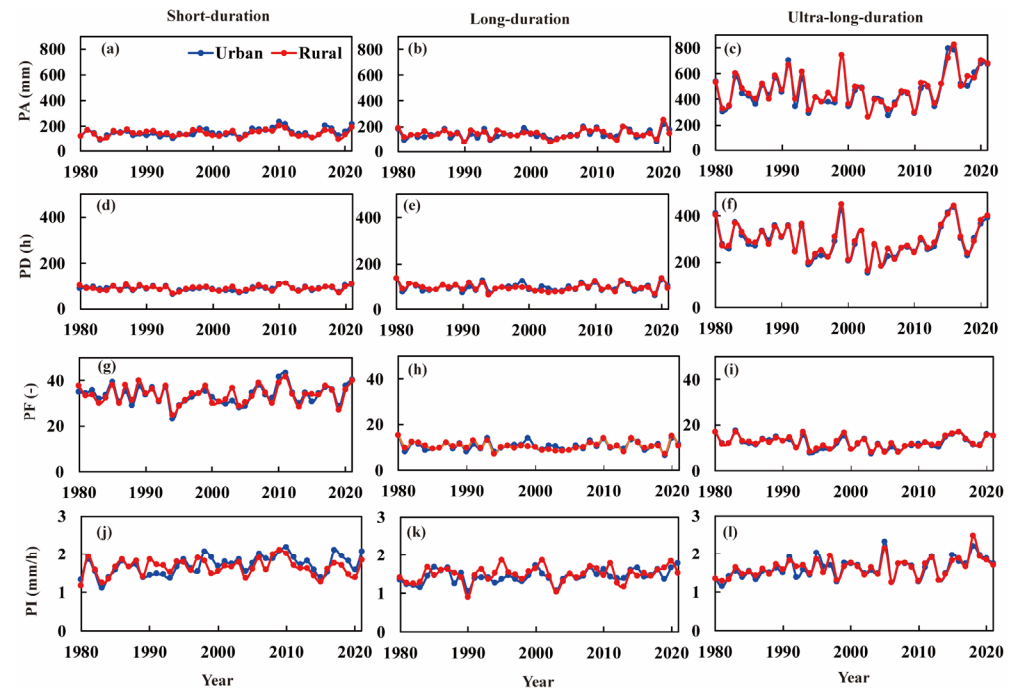 Short-duration Long-duration Ultra-long-duration
(a) Urban Rural (b) (c)
PA (mm)
800 800 800
600 600 600
400 400 400
200 200 200
0 0 0
1980 1990 2000 2010 2020 1980 1990 2000 2010 2020 1980 1990 2000 2010 2020
(d) (e) (f)
PD (h)
400 400 400
200 200 200
0 0 0
1980 1990 2000 2010 2020 1980 1990 2000 2010 2020 1980 1990 2000 2010 2020
(g) (h) (i)
PF (-)
40 40 40
20 20 20
0 0 0
1980 1990 2000 2010 2020 1980 1990 2000 2010 2020 1980 1990 2000 2010 2020
(j) (k) (l)
PI (mm/h)
3 3 3
2 2 2
1 1 1
0 0 0
1980 1990 2000 2010 2020 1980 1990 2000 2010 2020 1980 1990 2000 2010 2020
Year Year Year